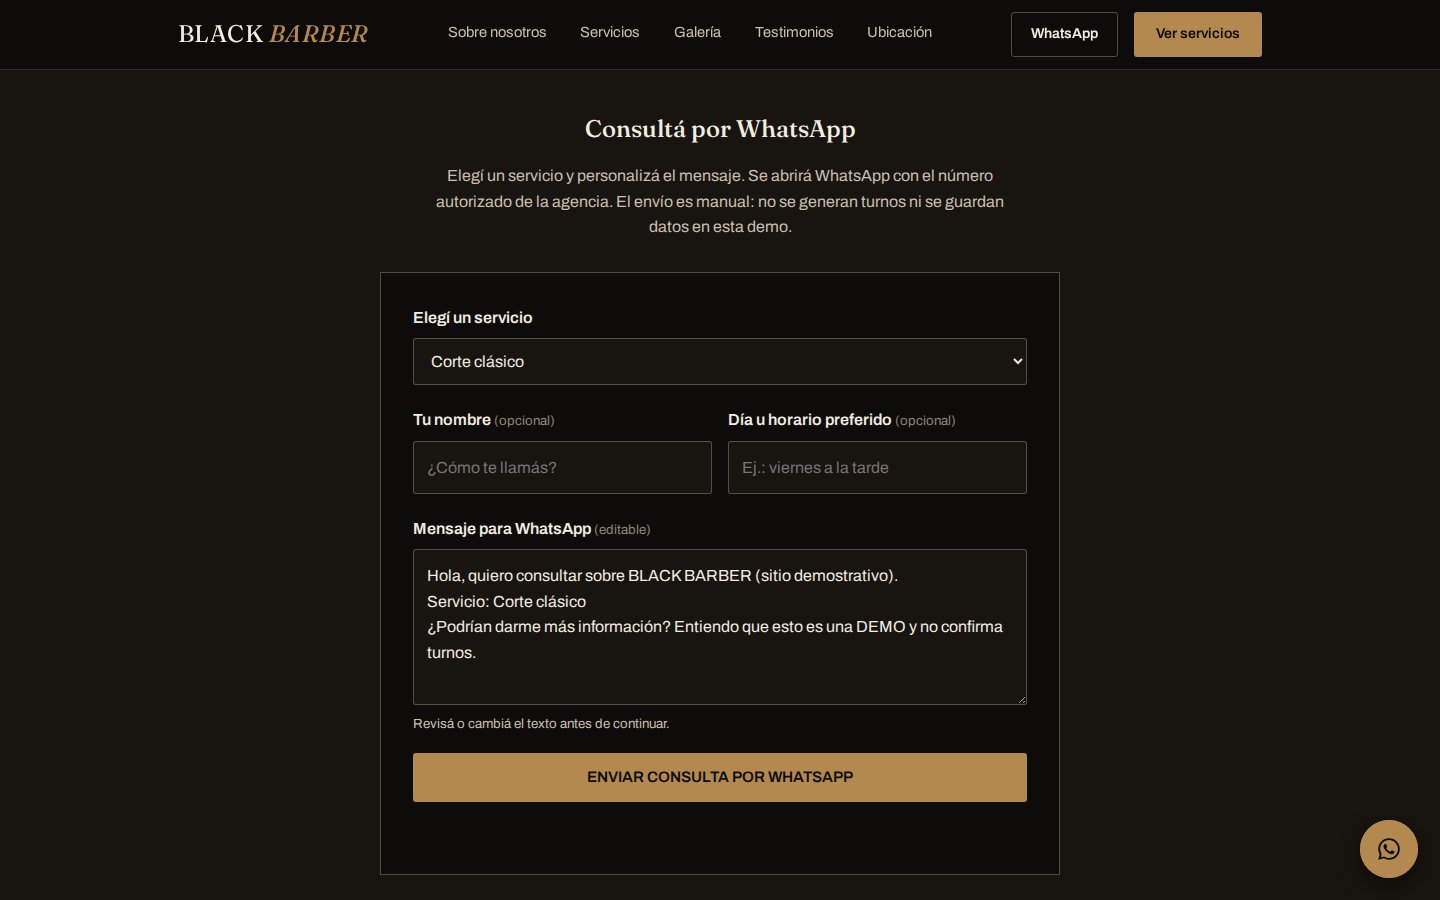 BLACK BARBER
Sobre nosotros
Servicios
Galería
Testimonios
Ubicación
WhatsApp
Ver servicios
Consultá por WhatsApp
Elegí un servicio y personalizá el mensaje. Se abrirá WhatsApp con el número
autorizado de la agencia. El envío es manual: no se generan turnos ni se guardan
datos en esta demo.
Elegí un servicio
Corte clásico
Tu nombre (opcional)
¿Cómo te llamás?
Día u horario preferido (opcional)
Ej.: viernes a la tarde
Mensaje para WhatsApp (editable)
Hola, quiero consultar sobre BLACK BARBER (sitio demostrativo).
Servicio: Corte clásico
¿Podrían darme más información? Entiendo que esto es una DEMO y no confirma
turnos.
Revisá o cambiá el texto antes de continuar.
ENVIAR CONSULTA POR WHATSAPP